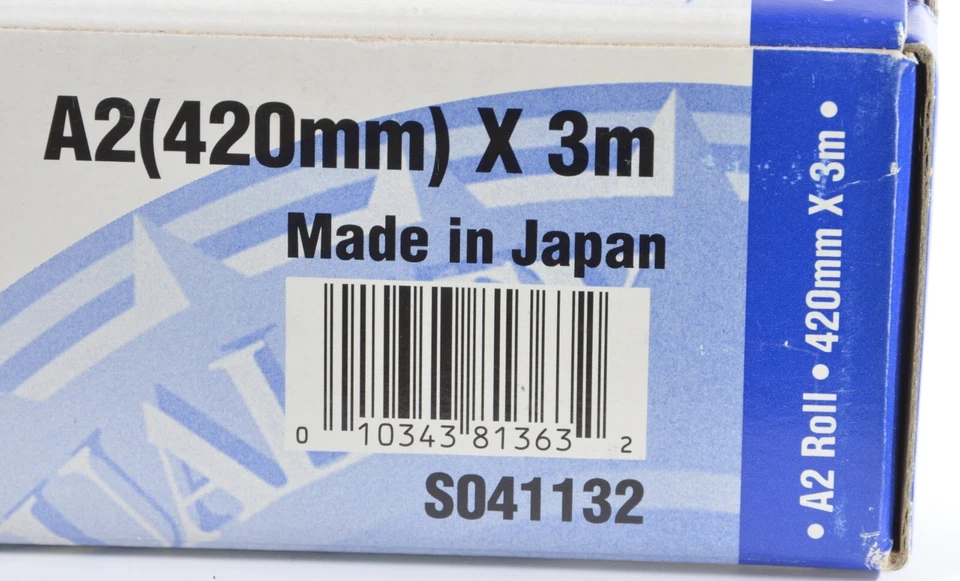 A2(420mm) X 3m
Made in Japan
0 10343 81363 2
S041132
• A2 Roll • 420mm X 3m •